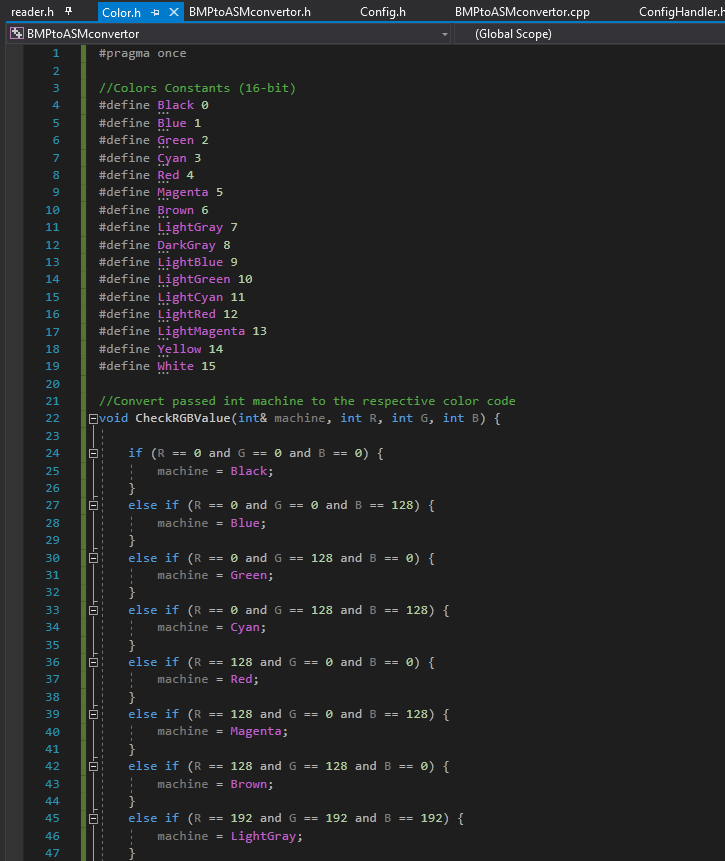 reader.h Color.h BMPtoASMconvertor.h Config.h BMPtoASMconvertor.cpp ConfigHandler.h
BMPtoASMconvertor (Global Scope)
1 #pragma once
2
3 //Colors Constants (16-bit)
4 #define Black 0
5 #define Blue 1
6 #define Green 2
7 #define Cyan 3
8 #define Red 4
9 #define Magenta 5
10 #define Brown 6
11 #define LightGray 7
12 #define DarkGray 8
13 #define LightBlue 9
14 #define LightGreen 10
15 #define LightCyan 11
16 #define LightRed 12
17 #define LightMagenta 13
18 #define Yellow 14
19 #define White 15
20
21 //Convert passed int machine to the respective color code
22 void CheckRGBValue(int& machine, int R, int G, int B) {
23
24 if (R == 0 and G == 0 and B == 0) {
25 machine = Black;
26 }
27 else if (R == 0 and G == 0 and B == 128) {
28 machine = Blue;
29 }
30 else if (R == 0 and G == 128 and B == 0) {
31 machine = Green;
32 }
33 else if (R == 0 and G == 128 and B == 128) {
34 machine = Cyan;
35 }
36 else if (R == 128 and G == 0 and B == 0) {
37 machine = Red;
38 }
39 else if (R == 128 and G == 0 and B == 128) {
40 machine = Magenta;
41 }
42 else if (R == 128 and G == 128 and B == 0) {
43 machine = Brown;
44 }
45 else if (R == 192 and G == 192 and B == 192) {
46 machine = LightGray;
47 }